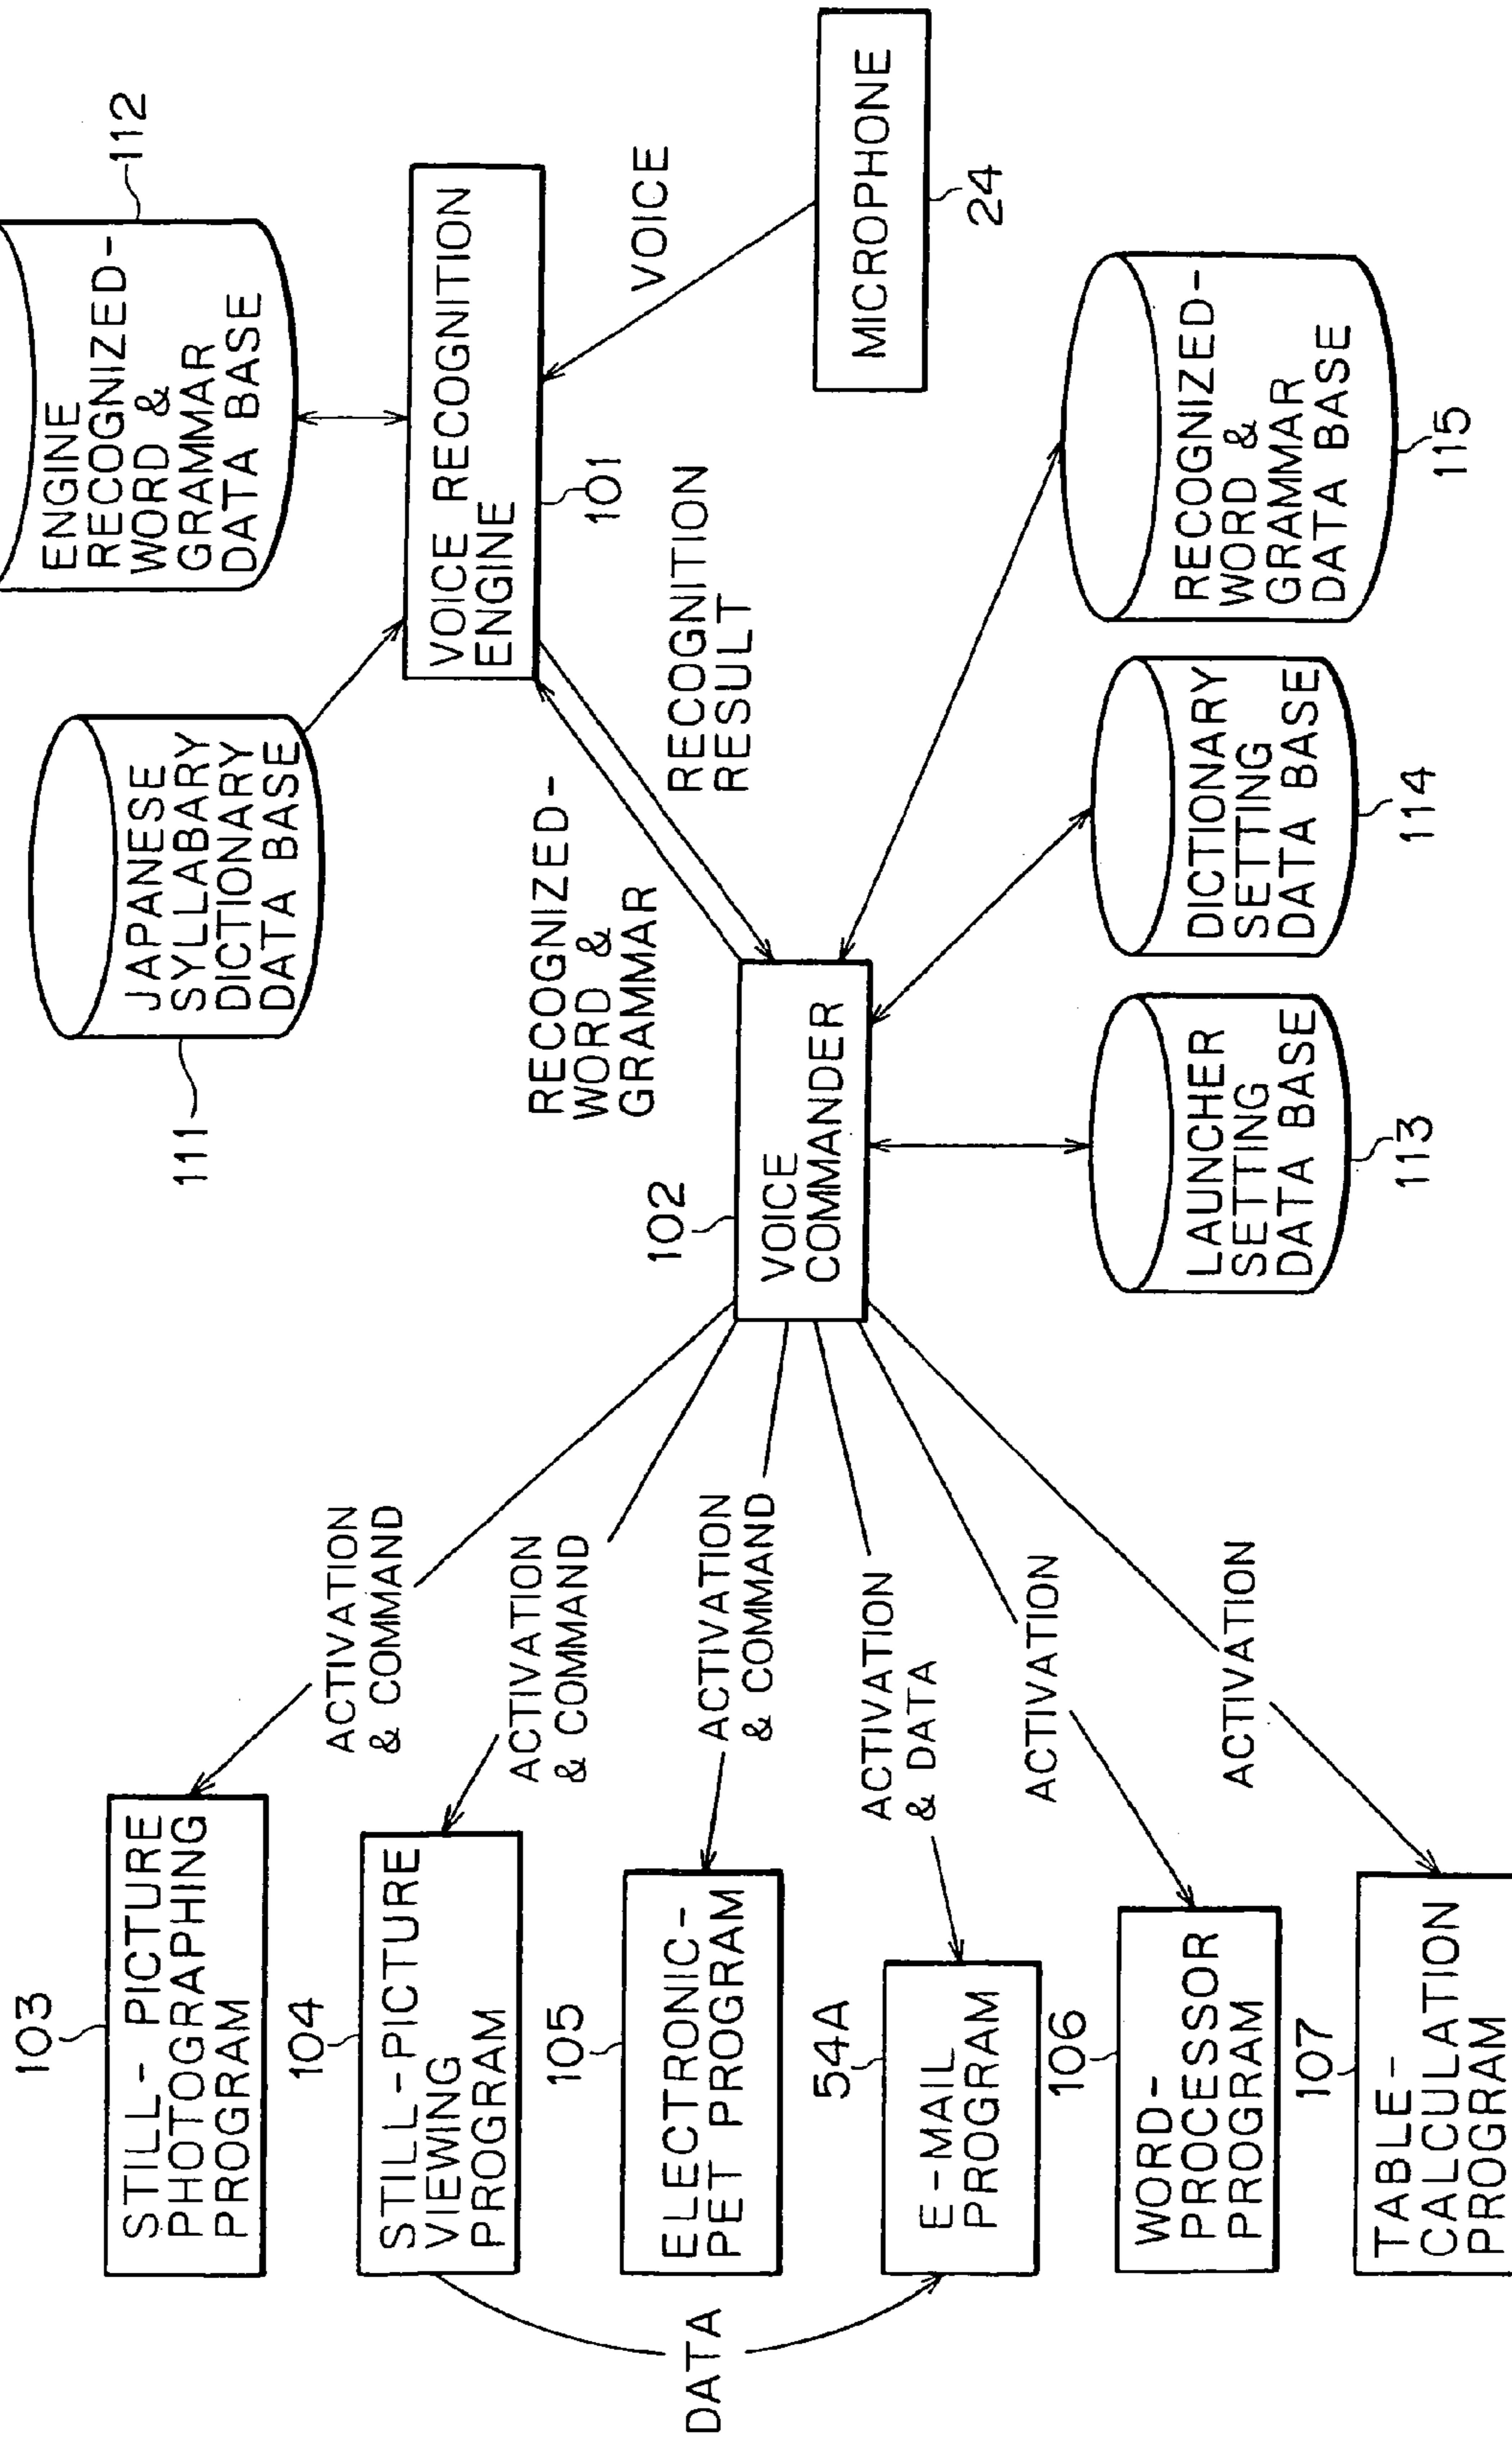 103
STILL-PICTURE
PHOTOGRAPHING
PROGRAM
104
STILL-PICTURE
VIEWING
PROGRAM
105
ELECTRONIC-
PET PROGRAM
54A
E-MAIL
PROGRAM
106
WORD-
PROCESSOR
PROGRAM
107
TABLE-
CALCULATION
PROGRAM
DATA
ACTIVATION
& COMMAND
ACTIVATION
& COMMAND
ACTIVATION
& COMMAND
ACTIVATION
& DATA
ACTIVATION
ACTIVATION
102
VOICE
COMMANDER
111
JAPANESE
SYLLABARY
DICTIONARY
DATA BASE
ENGINE
RECOGNIZED-
WORD &
GRAMMAR
DATA BASE
112
VOICE RECOGNITION
ENGINE
101
RECOGNIZED-
WORD &
GRAMMAR
RECOGNITION
RESULT
VOICE
MICROPHONE
24
LAUNCHER
SETTING
DATA BASE
113
DICTIONARY
SETTING
DATA BASE
114
RECOGNIZED-
WORD &
GRAMMAR
DATA BASE
115